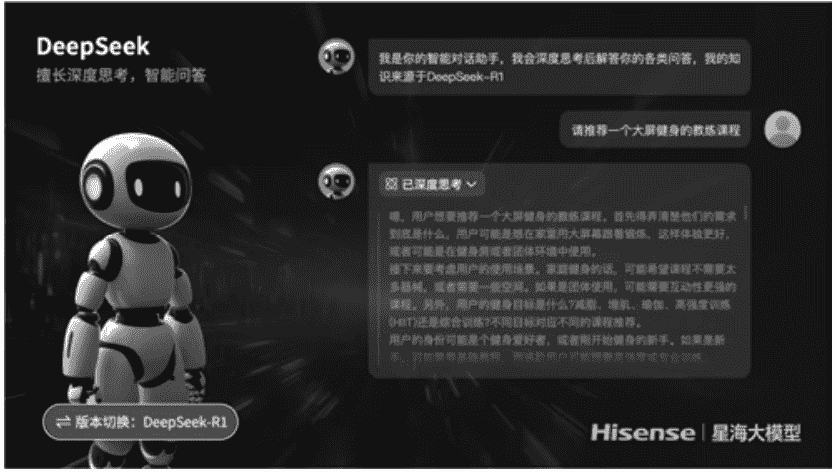 DeepSeek
擅长深度思考，智能问答
我是你的智能对话助手，我会深度思考后解答你的各类问答，我的知
识来源于DeepSeek-R1
请推荐一个大屏健身的教练课程
已深度思考
嗯，用户想要推荐一个大屏健身的教练课程。首先得弄清楚他们的需求
到底是什么。用户可能是想在家里用大屏幕跟着锻炼，这样体验更好，
或者可能是在健身房或者团体环境中使用。
接下来要考虑用户的使用场景。家庭健身的话，可能希望课程不需要太
多器械，或者需要一些空间。如果是团体使用，可能需要互动性更强的
课程。另外，用户的健身目标是什么?减脂、增肌、瑜伽、高强度训练
(HIIT)还是综合训练?不同目标对应不同的课程推荐。
用户的身份可能是个健身爱好者，或者刚开始健身的新手。如果是新
版本切换：DeepSeek-R1
Hisense 星海大模型